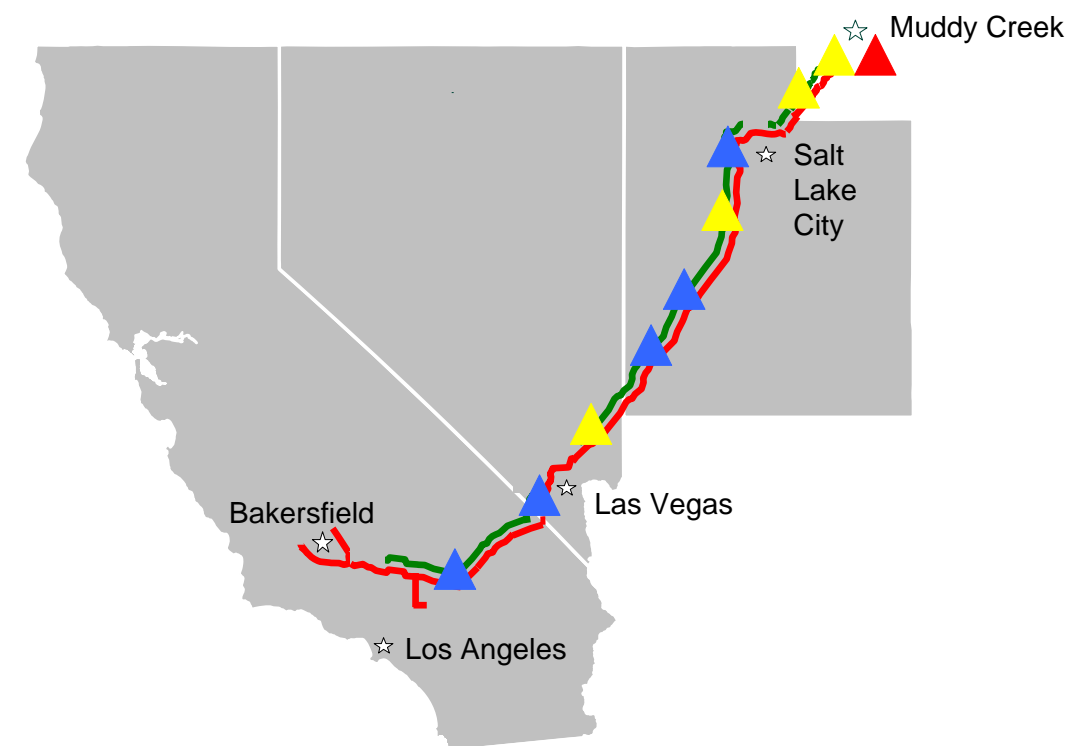 Muddy Creek
Salt
Lake
City
Las Vegas
Bakersfield
Los Angeles